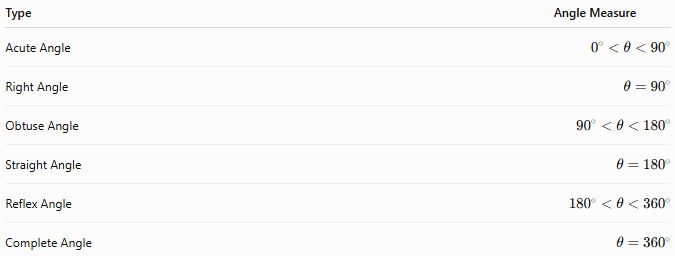 Type Angle Measure
Acute Angle 0° < θ < 90°
Right Angle θ = 90°
Obtuse Angle 90° < θ < 180°
Straight Angle θ = 180°
Reflex Angle 180° < θ < 360°
Complete Angle θ = 360°